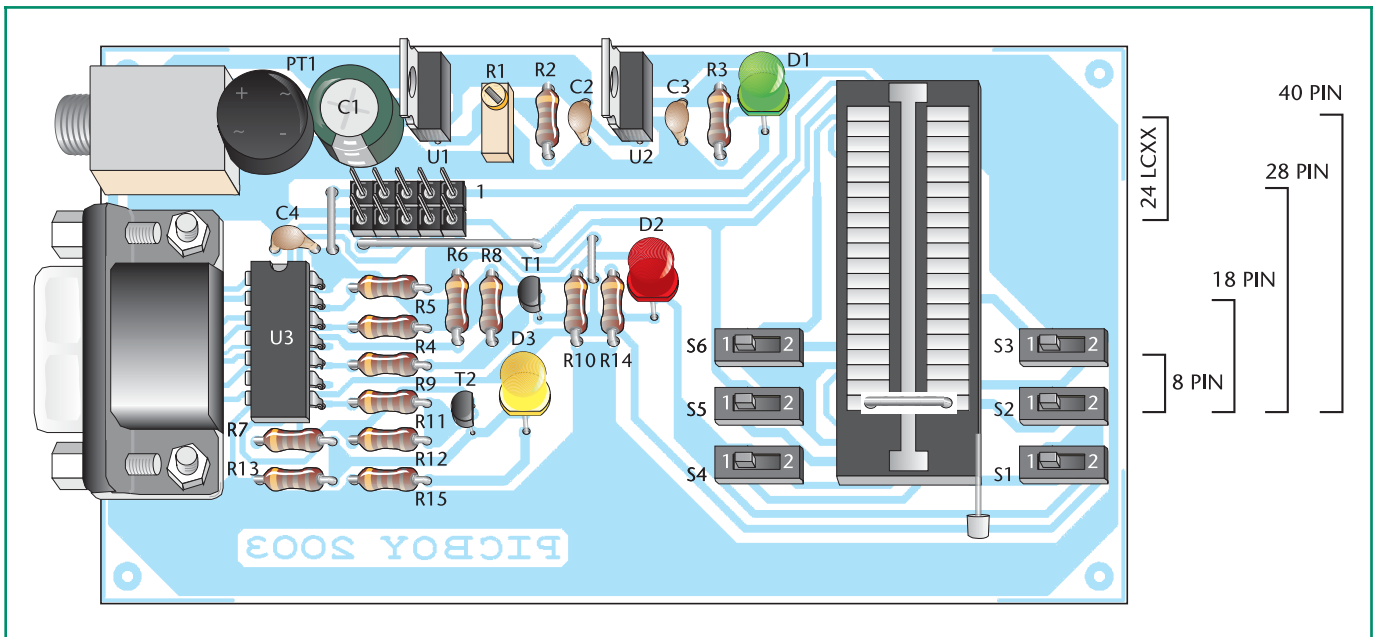 PT1
+ ~
~ -
C1
U1
R1
R2
C2
U2
C3
R3
D1
40 PIN
24 LCXX
28 PIN
1
C4
D2
R6
R8
T1
18 PIN
R5
U3
R4
D3
R10
R14
S6
1 2
S3
1 2
R9
8 PIN
T2
S5
1 2
S2
1 2
R11
R7
R12
R13
R15
S4
1 2
S1
1 2
PICBOY 2003